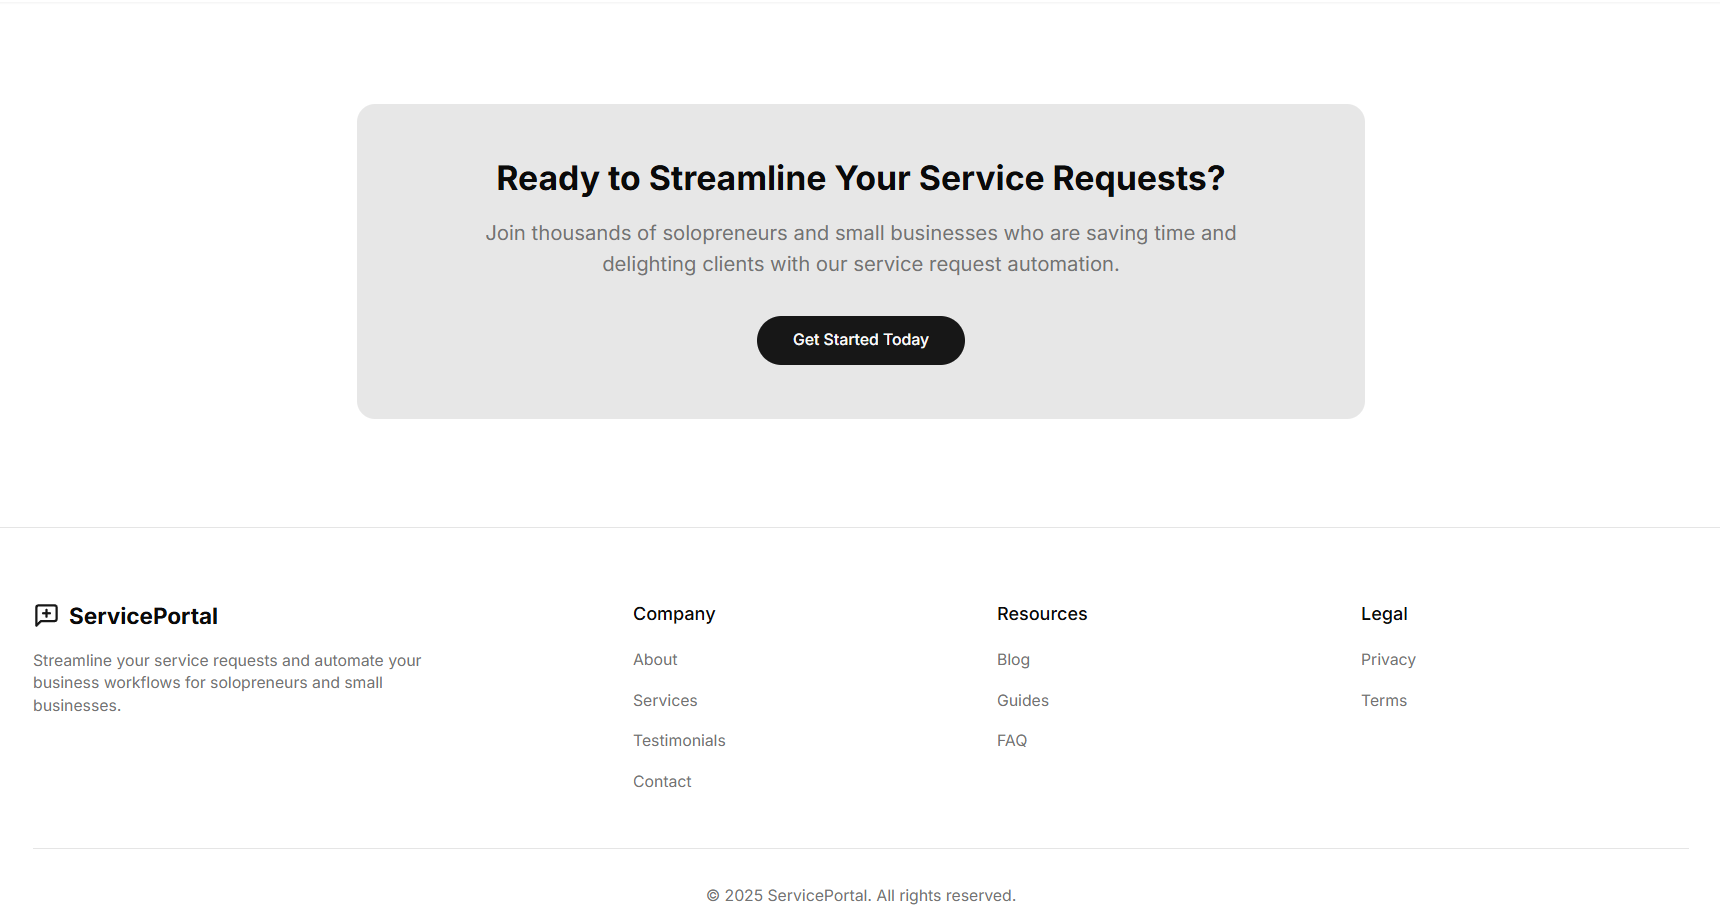 Ready to Streamline Your Service Requests?
Join thousands of solopreneurs and small businesses who are saving time and
delighting clients with our service request automation.
Get Started Today
ServicePortal
Streamline your service requests and automate your
business workflows for solopreneurs and small
businesses.
Company
About
Services
Testimonials
Contact
Resources
Blog
Guides
FAQ
Legal
Privacy
Terms
© 2025 ServicePortal. All rights reserved.